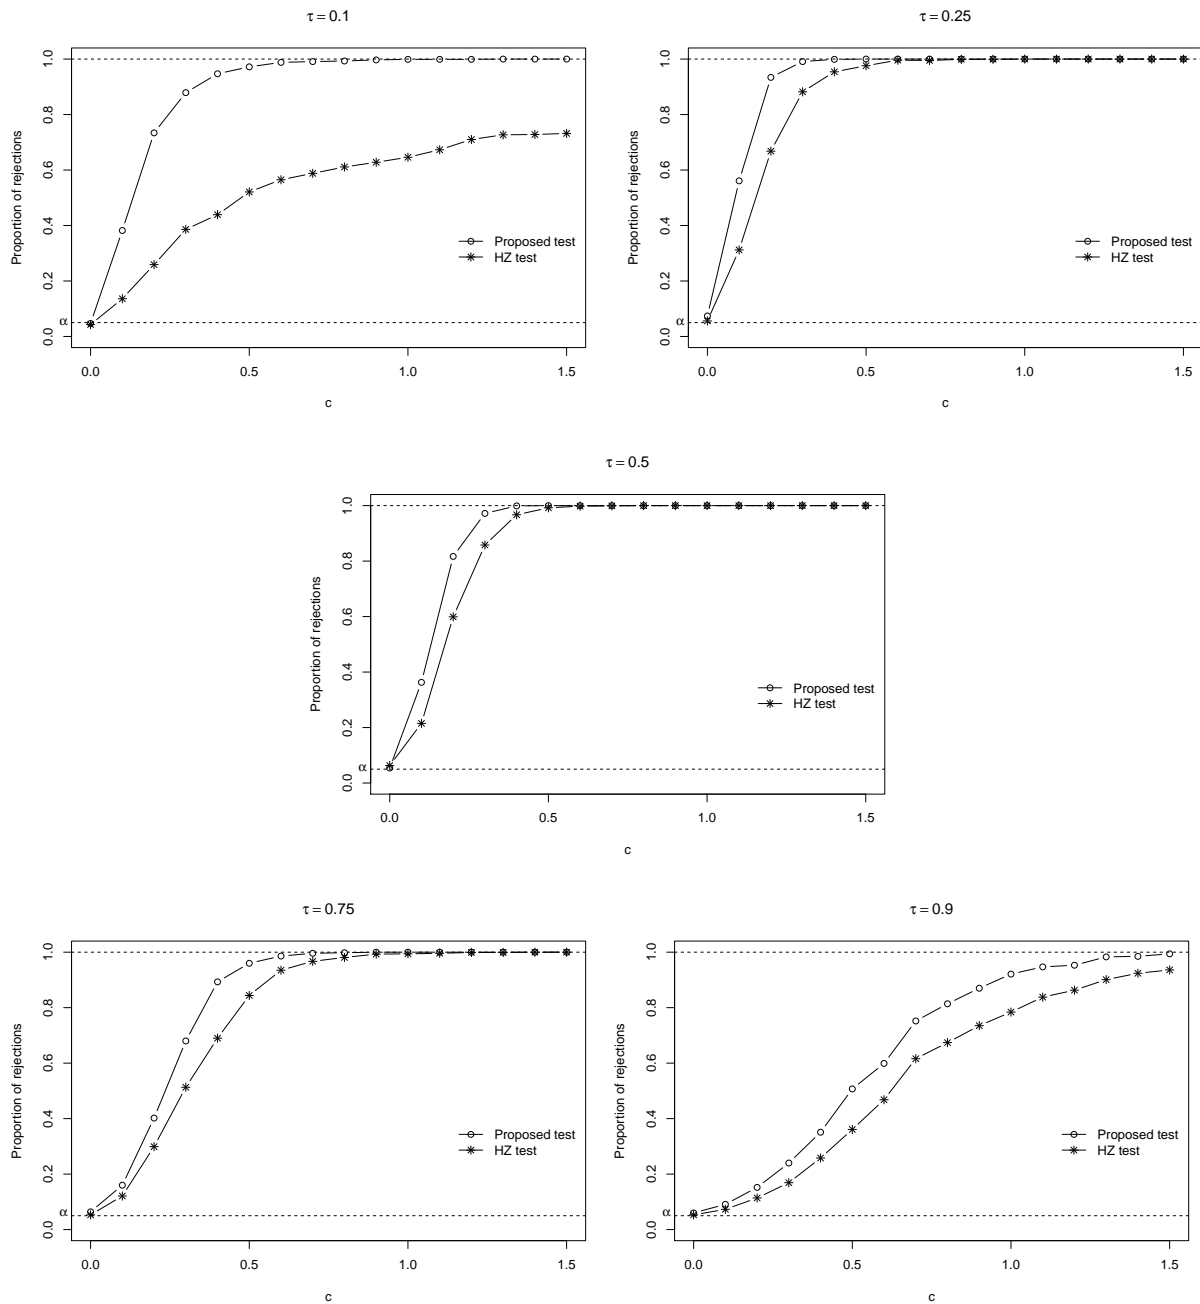 τ = 0.1
Proportion of rejections
1.0
0.8
0.6
0.4
0.2
0.0
α
Proposed test
HZ test
0.0 0.5 1.0 1.5
c
τ = 0.25
Proportion of rejections
1.0
0.8
0.6
0.4
0.2
0.0
α
Proposed test
HZ test
0.0 0.5 1.0 1.5
c
τ = 0.5
Proportion of rejections
1.0
0.8
0.6
0.4
0.2
0.0
α
Proposed test
HZ test
0.0 0.5 1.0 1.5
c
τ = 0.75
Proportion of rejections
1.0
0.8
0.6
0.4
0.2
0.0
α
Proposed test
HZ test
0.0 0.5 1.0 1.5
c
τ = 0.9
Proportion of rejections
1.0
0.8
0.6
0.4
0.2
0.0
α
Proposed test
HZ test
0.0 0.5 1.0 1.5
c